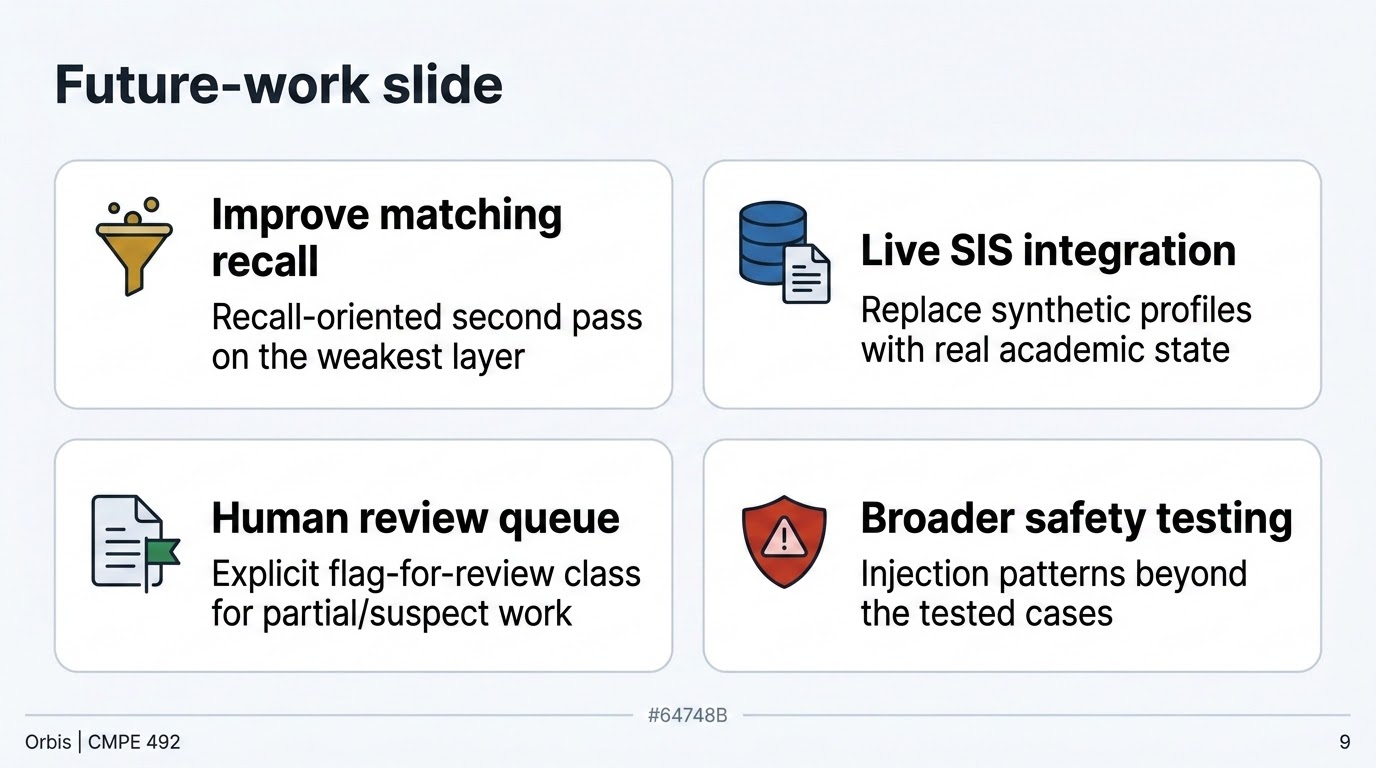 Future-work slide
Improve matching
recall
Recall-oriented second pass
on the weakest layer
Live SIS integration
Replace synthetic profiles
with real academic state
Human review queue
Explicit flag-for-review class
for partial/suspect work
Broader safety testing
Injection patterns beyond
the tested cases
#64748B
Orbis | CMPE 492
9